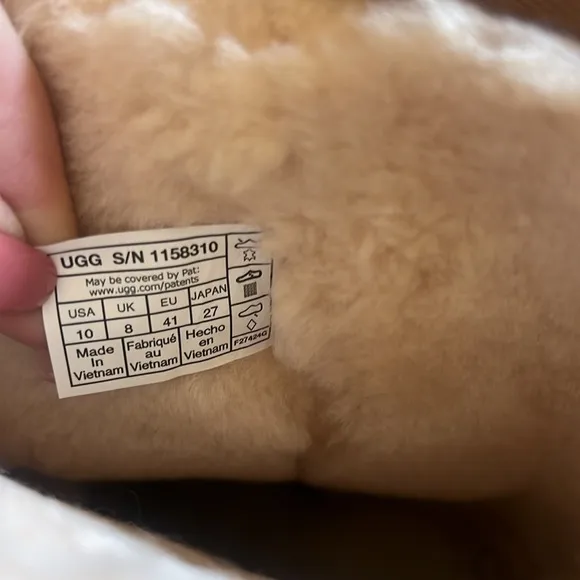 UGG S/N 1158310
May be covered by Pat:
www.ugg.com/patents
USA UK EU JAPAN
10 8 41 27
Made In Vietnam
Fabriqué au Vietnam
Hecho en Vietnam
F27424G